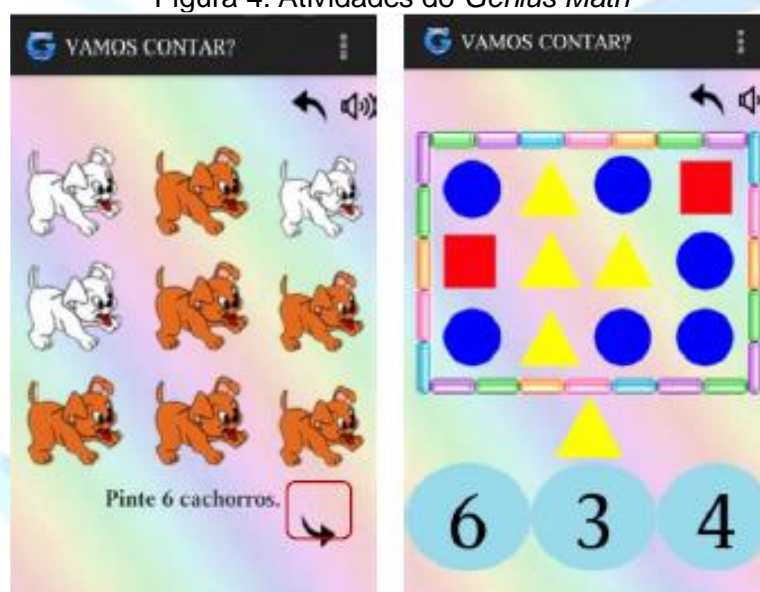 Figura 4: Atividades do Genius Math
VAMOS CONTAR?
Pinte 6 cachorros.
VAMOS CONTAR?
6 3 4